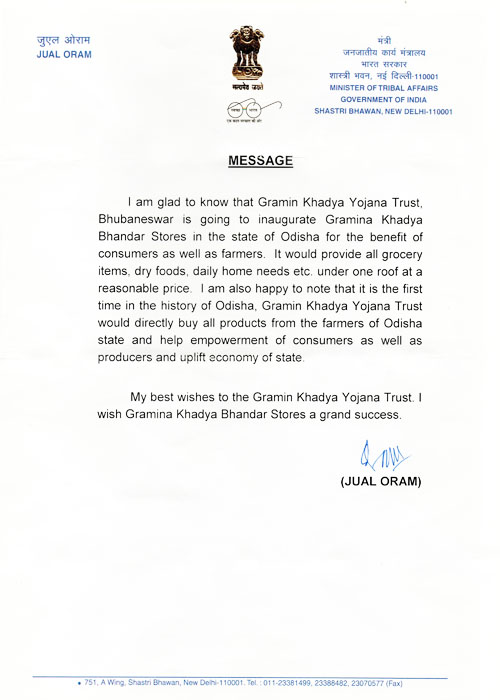 जुएल ओराम
JUAL ORAM
सत्यमेव जयते
स्वच्छ भारत
एक कदम स्वच्छता की ओर
मंत्री
जनजातीय कार्य मंत्रालय
भारत सरकार
शास्त्री भवन, नई दिल्ली-110001
MINISTER OF TRIBAL AFFAIRS
GOVERNMENT OF INDIA
SHASTRI BHAWAN, NEW DELHI-110001
MESSAGE
I am glad to know that Gramin Khadya Yojana Trust,
Bhubaneswar is going to inaugurate Gramina Khadya
Bhandar Stores in the state of Odisha for the benefit of
consumers as well as farmers. It would provide all grocery
items, dry foods, daily home needs etc. under one roof at a
reasonable price. I am also happy to note that it is the first
time in the history of Odisha, Gramin Khadya Yojana Trust
would directly buy all products from the farmers of Odisha
state and help empowerment of consumers as well as
producers and uplift economy of state.
My best wishes to the Gramin Khadya Yojana Trust. I
wish Gramina Khadya Bhandar Stores a grand success.
(JUAL ORAM)
• 751, A Wing, Shastri Bhawan, New Delhi-110001. Tel. : 011-23381499, 23388482, 23070577 (Fax)